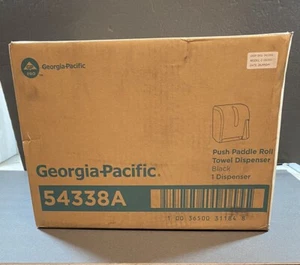 Georgia-Pacific
Push Paddle Roll
Towel Dispenser
Black
1 Dispenser
Georgia-Pacific.
54338A